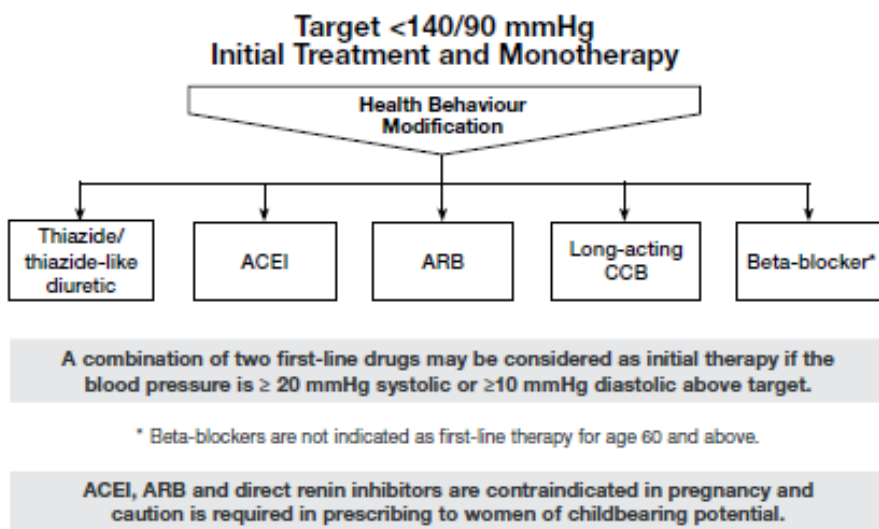 Target <140/90 mmHg
Initial Treatment and Monotherapy
Health Behaviour
Modification
Thiazide/
thiazide-like
diuretic
ACEI
ARB
Long-acting
CCB
Beta-blocker*
A combination of two first-line drugs may be considered as initial therapy if the
blood pressure is ≥ 20 mmHg systolic or ≥10 mmHg diastolic above target.
* Beta-blockers are not indicated as first-line therapy for age 60 and above.
ACEI, ARB and direct renin inhibitors are contraindicated in pregnancy and
caution is required in prescribing to women of childbearing potential.